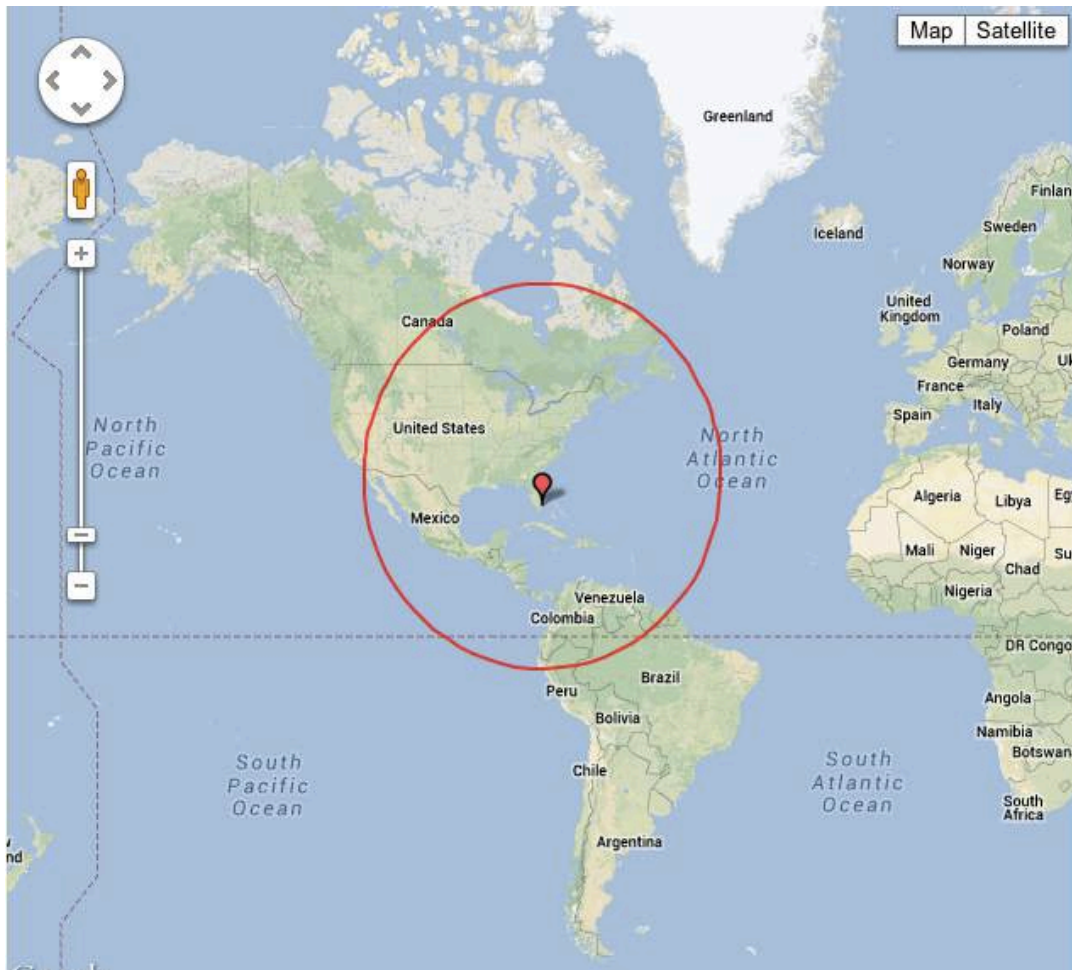 Map Satellite
Greenland
Finlan
Iceland
Sweden
Norway
United
Kingdom
Canada
Poland
Germany
Uk
France
Italy
Spain
North
Pacific
Ocean
United States
North
Atlantic
Ocean
Algeria
Libya
Eg
Mexico
Mali
Niger
Chad
Su
Venezuela
Nigeria
Colombia
DR Congo
Peru
Brazil
Angola
Bolivia
Namibia
Botswan
South
Pacific
Ocean
Chile
South
Atlantic
Ocean
South
Africa
Argentina
nd